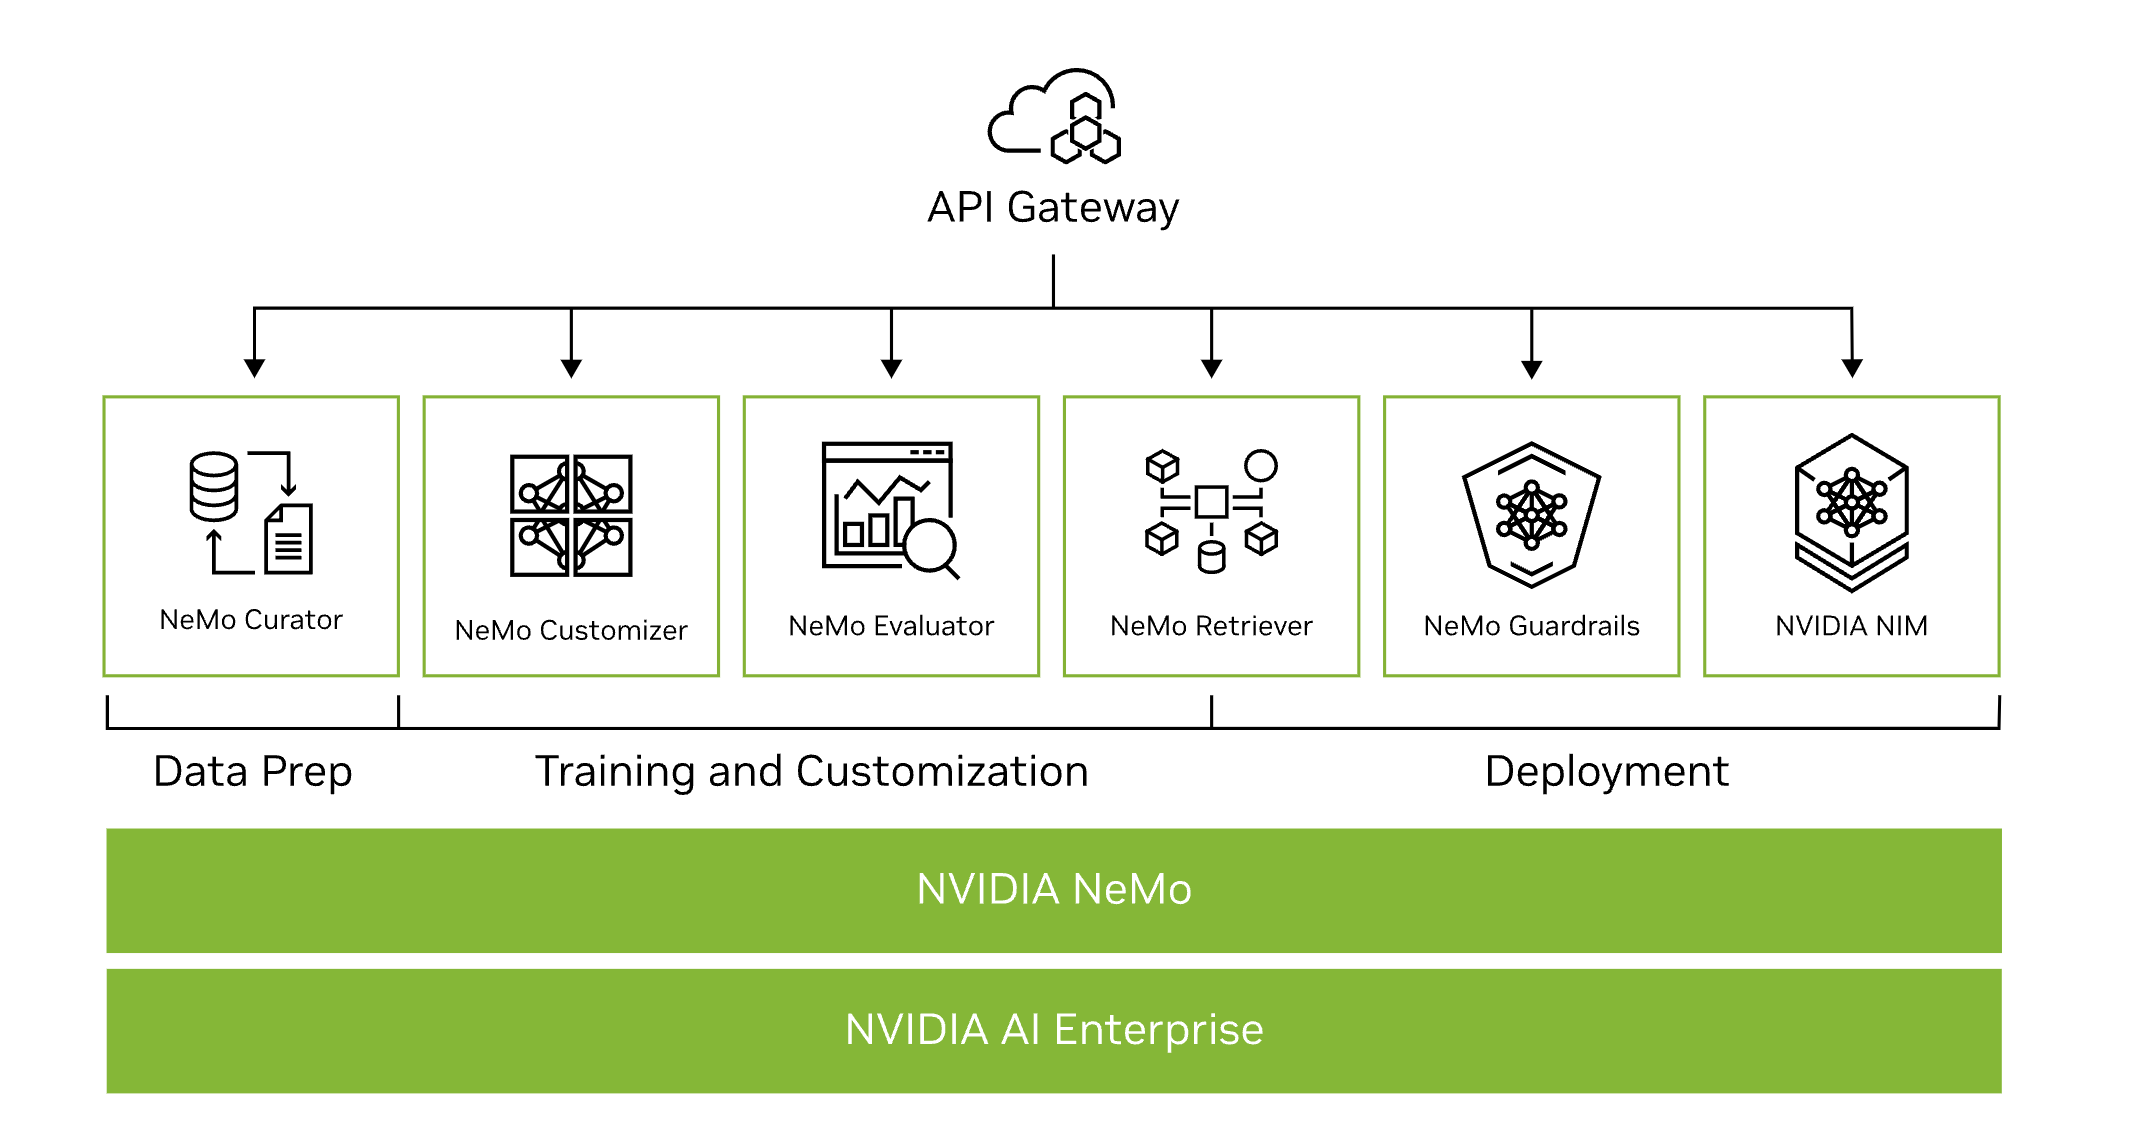 API Gateway
NeMo Curator
NeMo Customizer
NeMo Evaluator
NeMo Retriever
NeMo Guardrails
NVIDIA NIM
Data Prep
Training and Customization
Deployment
NVIDIA NeMo
NVIDIA AI Enterprise